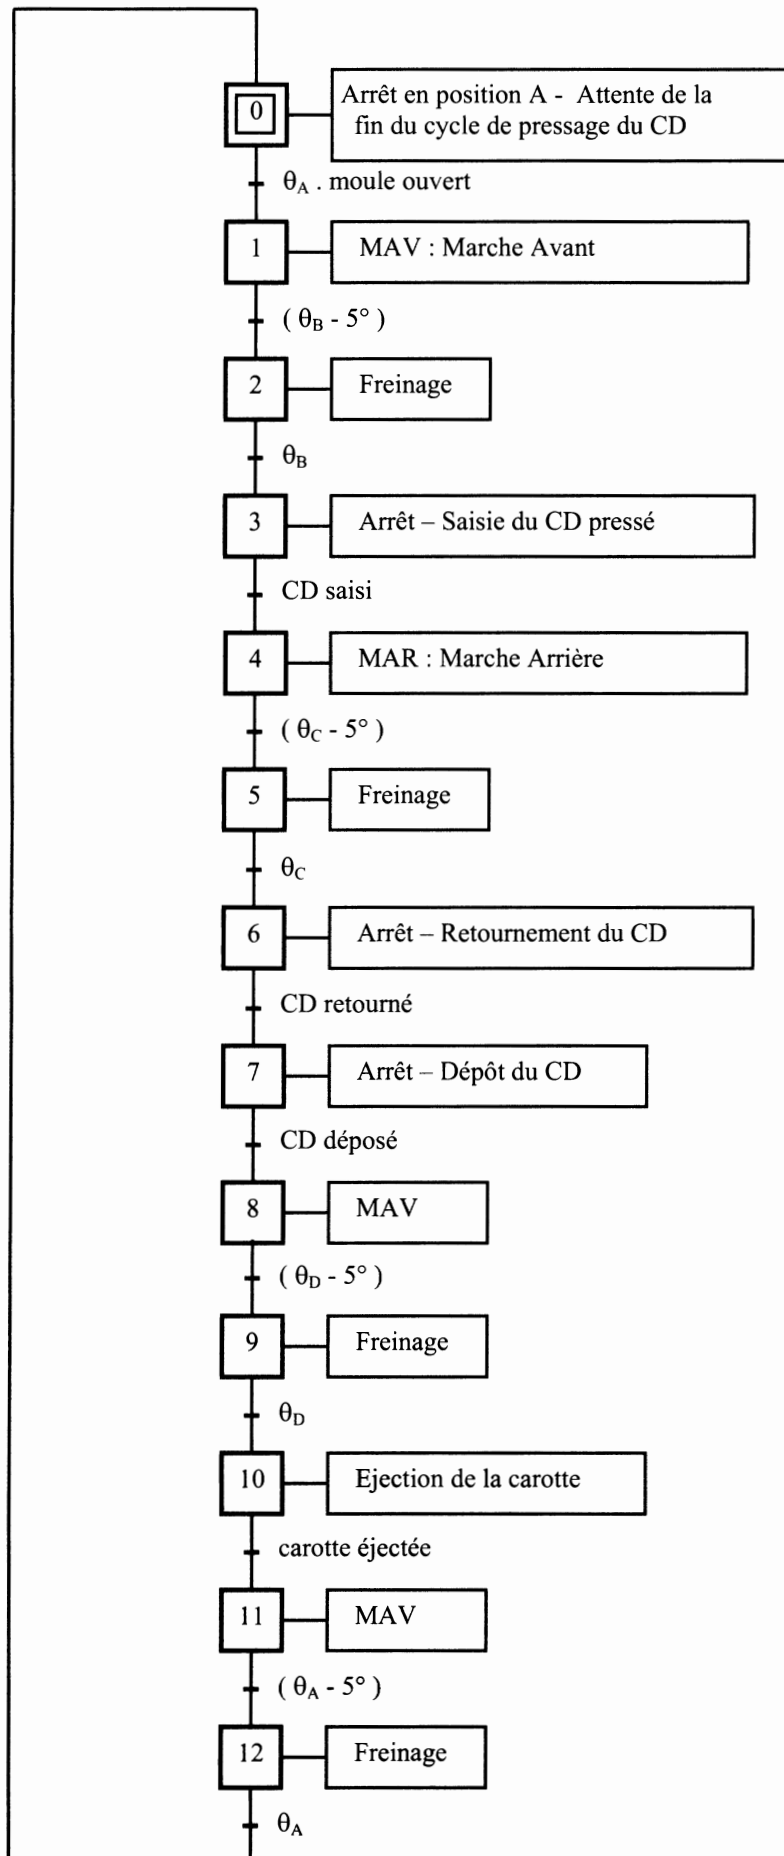 0
Arrêt en position A - Attente de la
fin du cycle de pressage du CD
θA . moule ouvert
1
MAV : Marche Avant
( θB - 5° )
2
Freinage
θB
3
Arrêt – Saisie du CD pressé
CD saisi
4
MAR : Marche Arrière
( θC - 5° )
5
Freinage
θC
6
Arrêt – Retournement du CD
CD retourné
7
Arrêt – Dépôt du CD
CD déposé
8
MAV
( θD - 5° )
9
Freinage
θD
10
Ejection de la carotte
carotte éjectée
11
MAV
( θA - 5° )
12
Freinage
θA